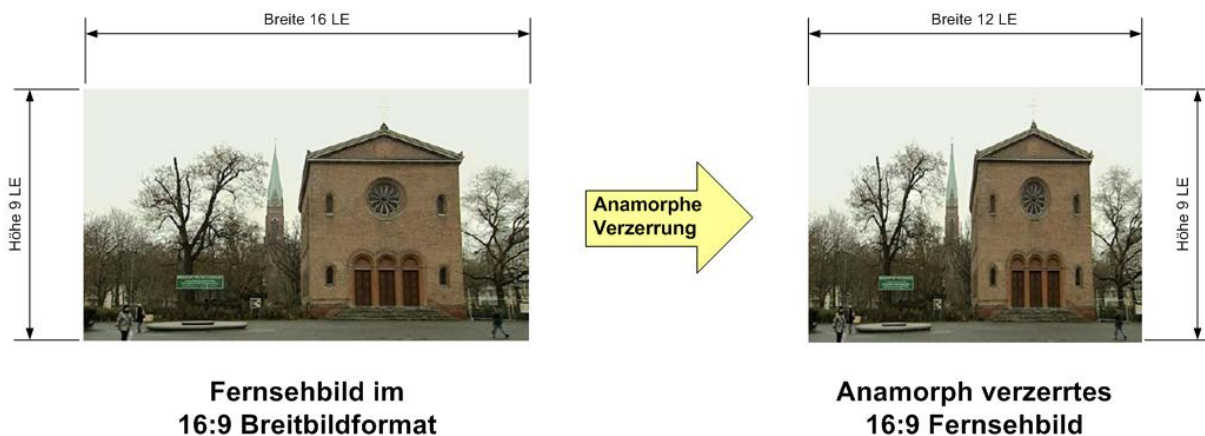 Breite 16 LE
Breite 12 LE
Höhe 9 LE
Anamorphe
Verzerrung
Höhe 9 LE
Fernsehbild im
16:9 Breitbildformat
Anamorph verzerrtes
16:9 Fernsehbild